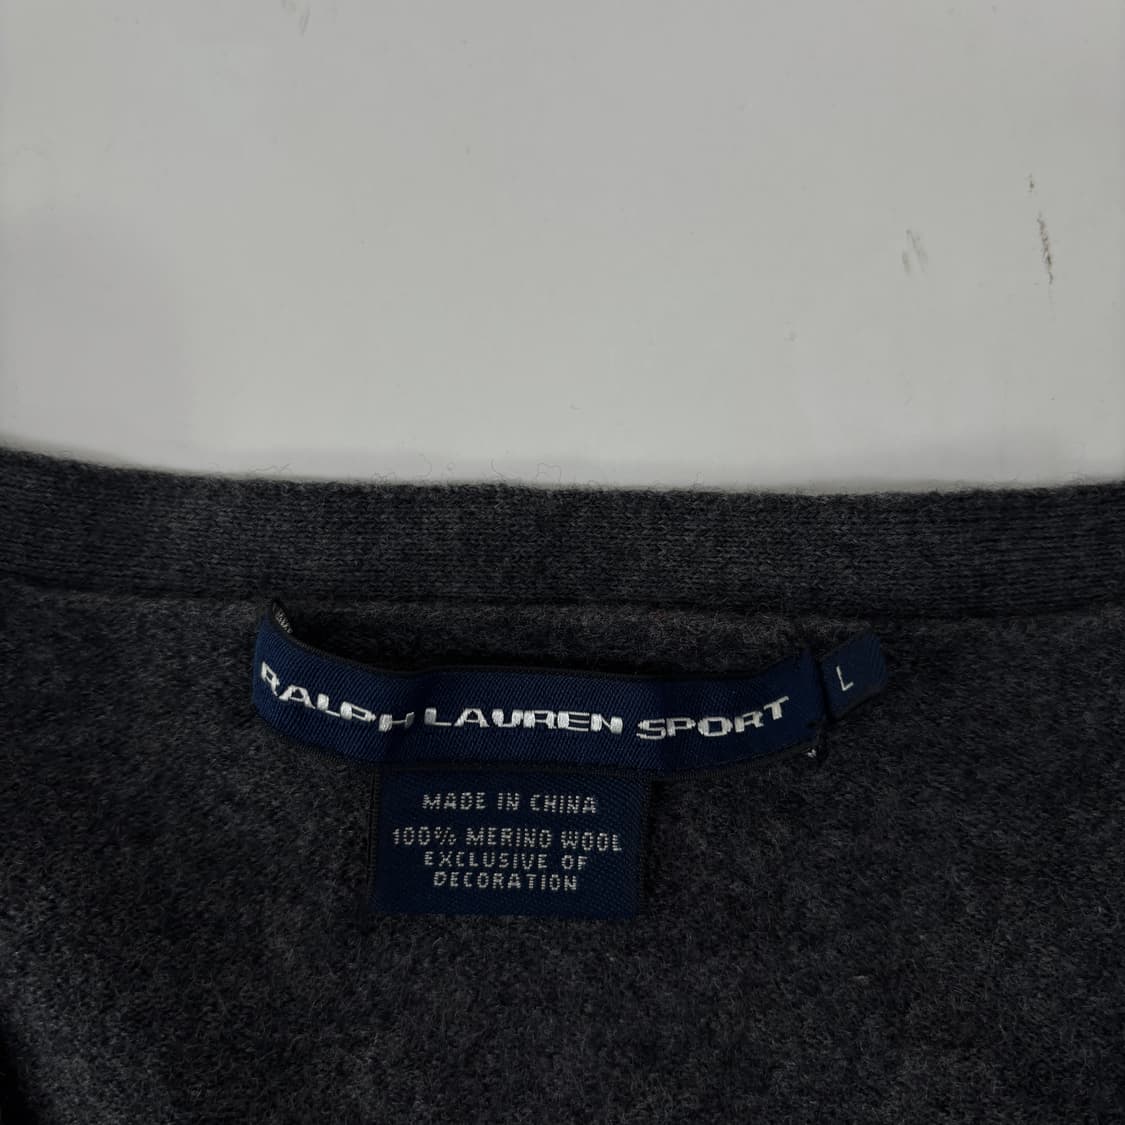 RALPH LAUREN SPORT
L
MADE IN CHINA
100% MERINO WOOL
EXCLUSIVE OF
DECORATION